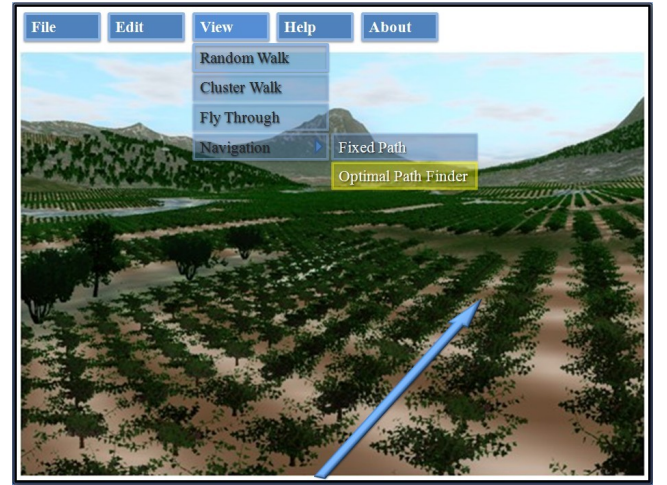 File Edit View Help About
Random Walk
Cluster Walk
Fly Through
Navigation Fixed Path
Optimal Path Finder